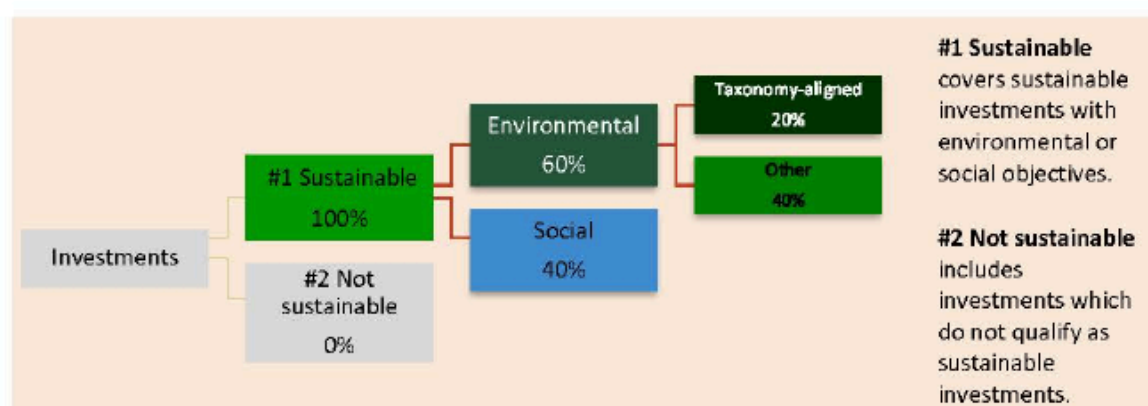 Investments
#1 Sustainable
100%
#2 Not
sustainable
0%
Environmental
60%
Social
40%
Taxonomy-aligned
20%
Other
40%
#1 Sustainable
covers sustainable
investments with
environmental or
social objectives.
#2 Not sustainable
includes
investments which
do not qualify as
sustainable
investments.